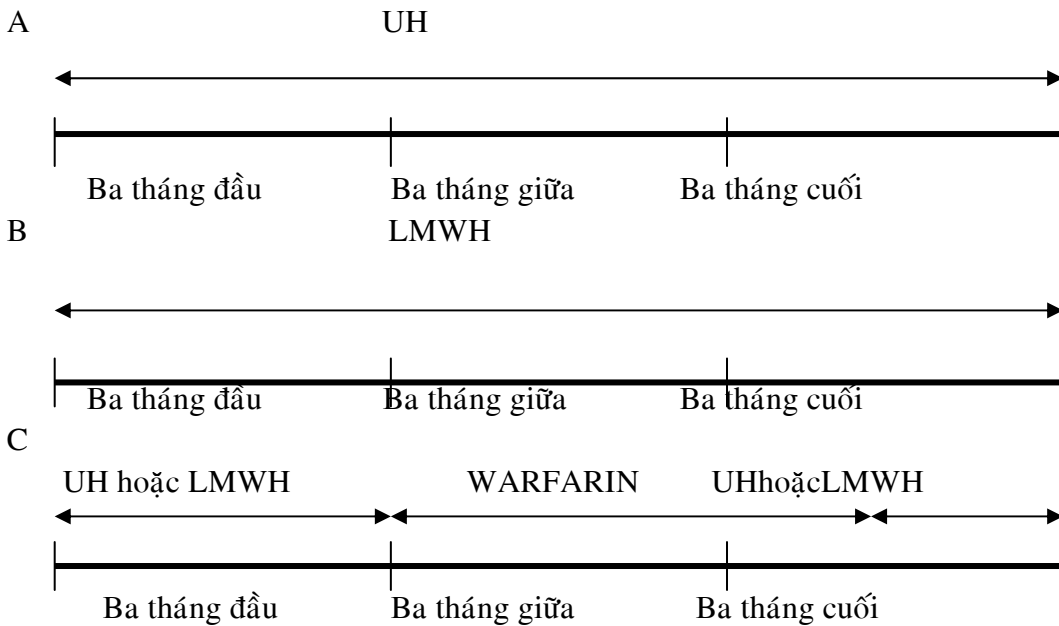 A UH
Ba tháng đầu Ba tháng giữa Ba tháng cuối
B LMWH
Ba tháng đầu Ba tháng giữa Ba tháng cuối
C
UH hoặc LMWH WARFARIN UHhoặcLMWH
Ba tháng đầu Ba tháng giữa Ba tháng cuối